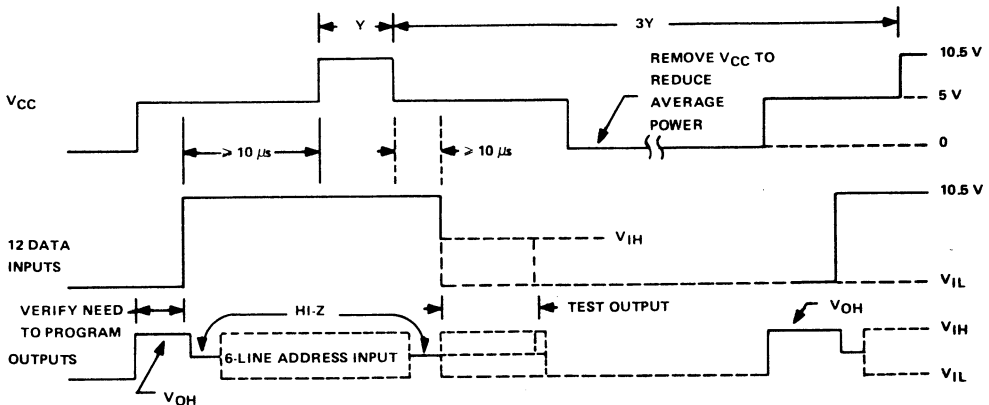 Y
3Y
REMOVE VCC TO
REDUCE
AVERAGE
POWER
10.5 V
5 V
0
VCC
≥ 10 μs
≥ 10 μs
10.5 V
VIH
12 DATA
INPUTS
VIL
VERIFY NEED
TO PROGRAM
HI-Z
TEST OUTPUT
VOH
VIH
OUTPUTS
6-LINE ADDRESS INPUT
VIL
VOH